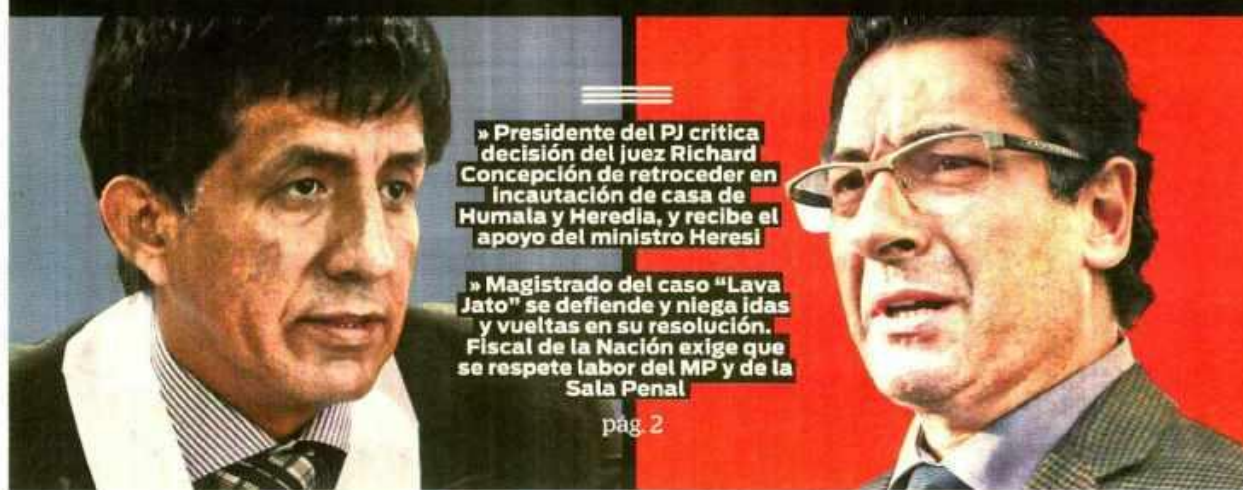 » Presidente del PJ critica
decisión del juez Richard
Concepción de retroceder en
incautación de casa de
Humala y Heredia, y recibe el
apoyo del ministro Heresi
» Magistrado del caso “Lava
Jato” se defiende y niega idas
y vueltas en su resolución.
Fiscal de la Nación exige que
se respete labor del MP y de la
Sala Penal
pág. 2